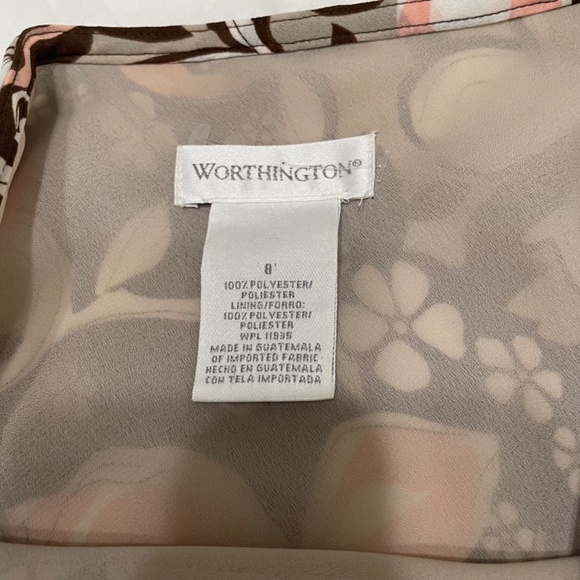 WORTHINGTON®
8
100% POLYESTER/
POLIESTER
LINING/FORRO:
100% POLYESTER/
POLIESTER
WPL 11935
MADE IN GUATEMALA
OF IMPORTED FABRIC
HECHO EN GUATEMALA
CON TELA IMPORTADA